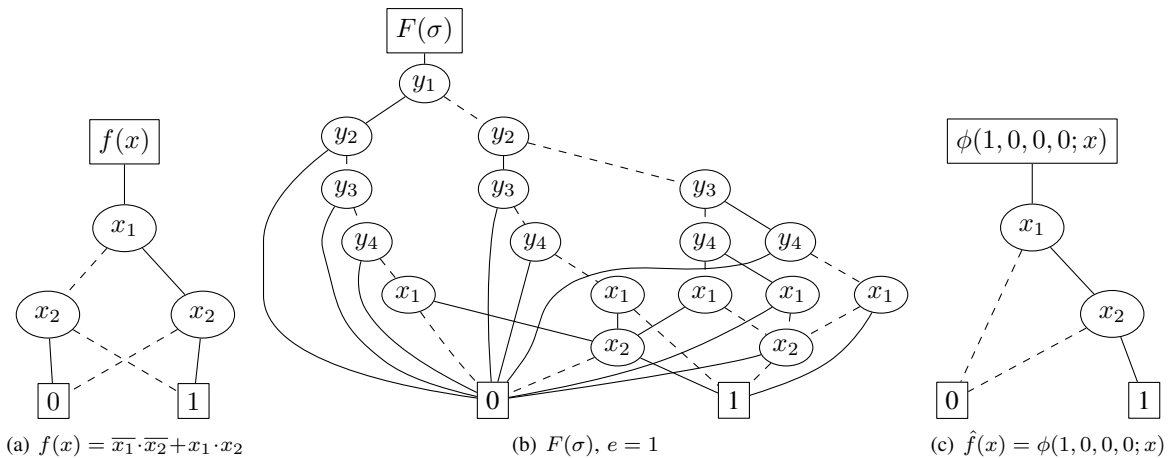 F(σ)
y₁
y₂ y₂
y₃ y₃ y₃
y₄ y₄ y₄ y₄
x₁ x₁ x₁ x₁ x₁
x₂ x₂
0 1
f(x)
x₁
x₂ x₂
0 1
ϕ(1, 0, 0, 0; x)
x₁
x₂
0 1
(a) f(x) = x̅₁·x̅₂+x₁·x₂
(b) F(σ), e = 1
(c) f̂(x) = ϕ(1, 0, 0, 0; x)